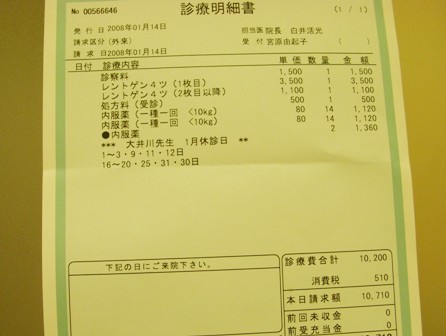 診療明細書
No 00566646
( 1 / 1 )
発 行 日 2008年01月14日
担当医 院長 白井活光
請求区分 (外来)
受 付 宮原由起子 ( )
請 求 日 2008年01月14日
日付 診療内容 単価 数量 金額
診察料 1,500 1 1,500
レントゲン4ツ (1枚目) 3,500 1 3,500
レントゲン4ツ (2枚目以降) 1,100 1 1,100
処方料 (受診) 500 1 500
内服薬 (一種一回 <10kg) 80 14 1,120
内服薬 (一種一回 <10kg) 80 14 1,120
●内服薬 2 1,360
*** 大井川先生 1月休診日 **
1~3・9・11・12日
16~20・25・31・30日
下記の日にご来院下さい。
診療費合計 10,200
消費税 510
本日請求額 10,710
前回未収金 0
前受充当金 0